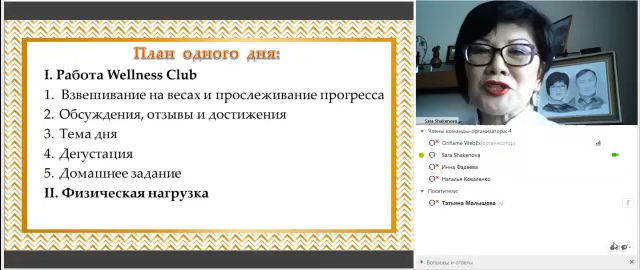 План одного дня:
I. Работа Wellness Club
1. Взвешивание на весах и прослеживание прогресса
2. Обсуждения, отзывы и достижения
3. Тема дня
4. Дегустация
5. Домашнее задание
II. Физическая нагрузка
Sara Shakenova
Члены команды-организатора: 4
Oriflame WebEx(организатор)
Sara Shakenova
Инна Фадеева
Наталья Коваленко
Посетители:
Татьяна Малышева
Вопросы и ответы